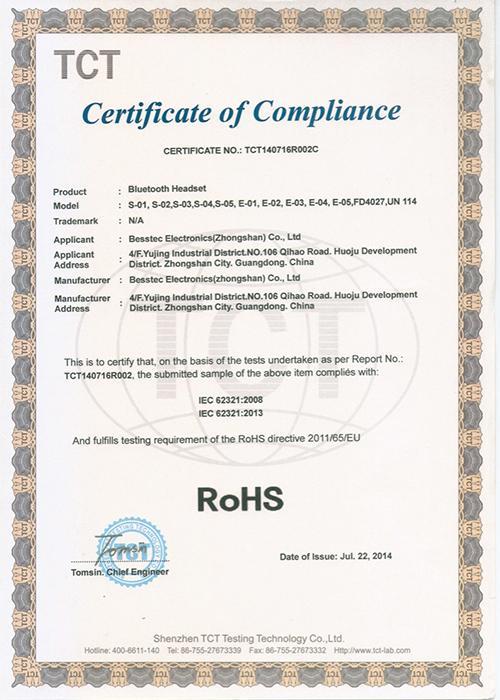 TCT
Certificate of Compliance
CERTIFICATE NO.: TCT140716R002C
Product : Bluetooth Headset
Model : S-01, S-02,S-03,S-04,S-05, E-01, E-02, E-03, E-04, E-05,FD4027,UN 114
Trademark : N/A
Applicant : Besstec Electronics(Zhongshan) Co., Ltd
Applicant Address : 4/F.Yujing Industrial District.NO.106 Qihao Road. Huoju Development
District. Zhongshan City. Guangdong. China
Manufacturer : Besstec Electronics(zhongshan) Co., Ltd
Manufacturer Address : 4/F.Yujing Industrial District.NO.106 Qihao Road. Huoju Development
District. Zhongshan City. Guangdong. China
TCT
This is to certify that, on the basis of the tests undertaken as per Report No.:
TCT140716R002, the submitted sample of the above item complies with:
IEC 62321:2008
IEC 62321:2013
And fulfills testing requirement of the RoHS directive 2011/65/EU
RoHS
TESTING TECHNOLOGY
TCT
Tomsin
Tomsin. Chief Engineer
Date of Issue: Jul. 22, 2014
Shenzhen TCT Testing Technology Co.,Ltd.
Hotline: 400-6611-140 Tel: 86-755-27673339 Fax: 86-755-27673332 Http://www.tct-lab.com